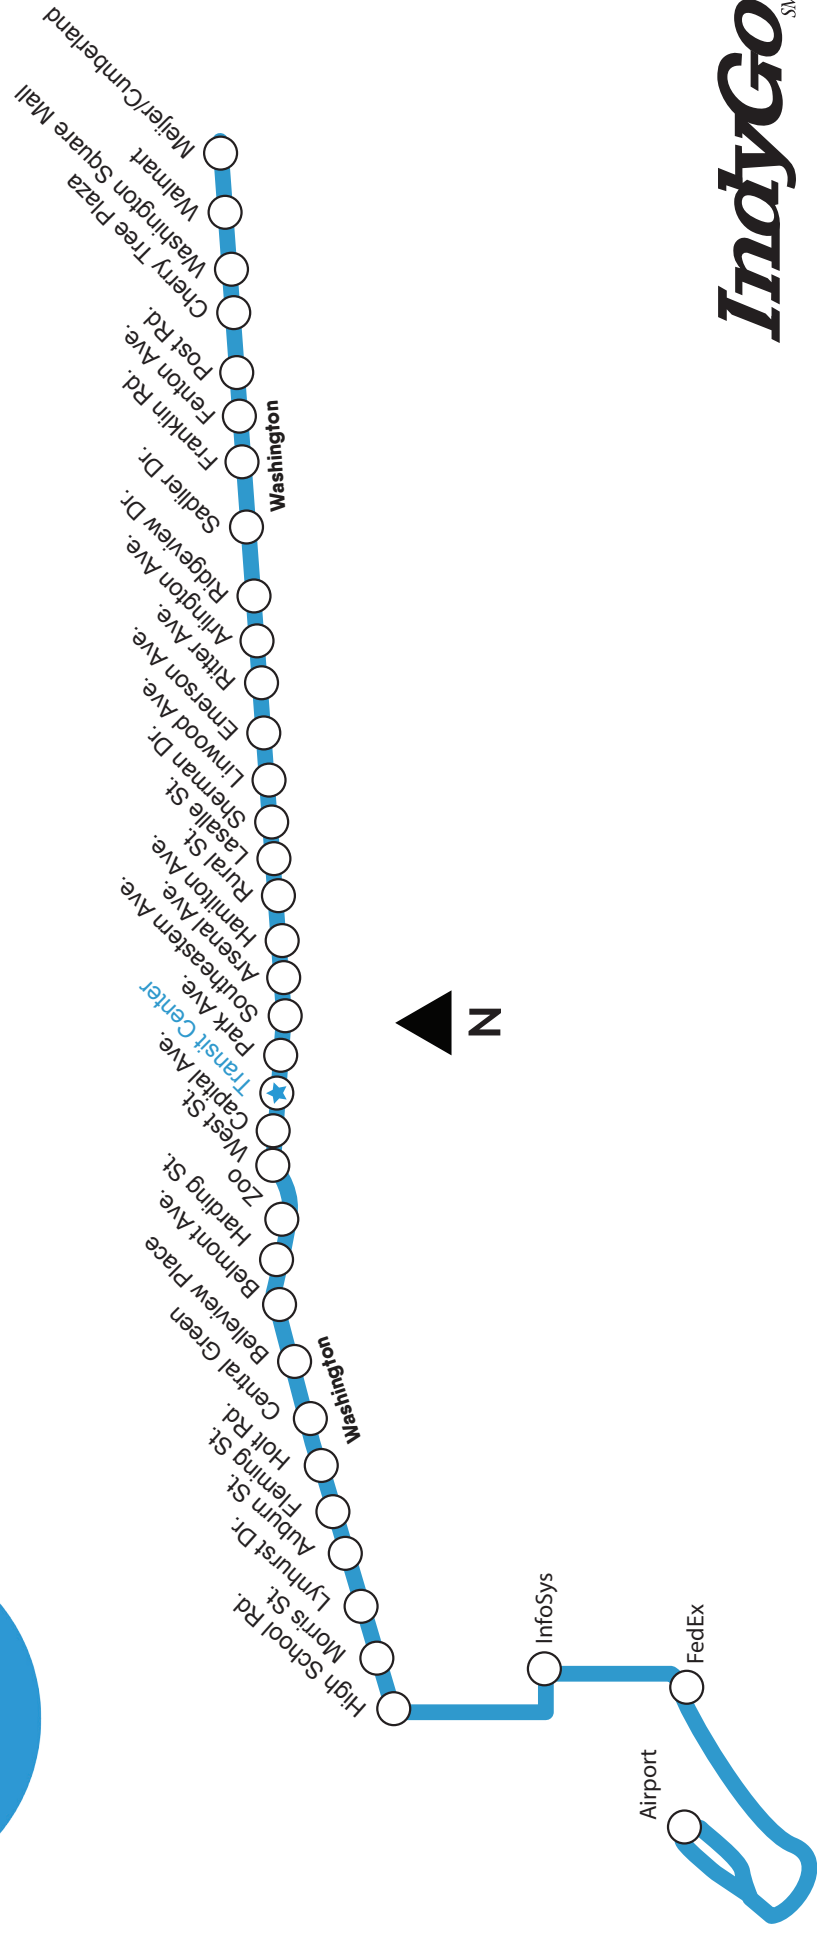 IndyGo
SM
Meijer/Cumberland
Walmart
Washington Square Mall
Cherry Tree Plaza
Post Rd.
Fenton Ave.
Franklin Rd.
Washington
Sadlier Dr.
Ridgeview Dr.
Arlington Ave.
Ritter Ave.
Emerson Ave.
Linwood Ave.
Sherman Dr.
Lasalle St.
Rural St.
Hamilton Ave.
Arsenal Ave.
Southeastern Ave.
Park Ave.
Transit Center
Capital Ave.
West St.
Zoo
Harding St.
Belmont Ave.
Belleview Place
Central Green
Washington
Holt Rd.
Fleming St.
Auburn St.
Lynhurst Dr.
Morris St.
High School Rd.
InfoSys
FedEx
Airport
N